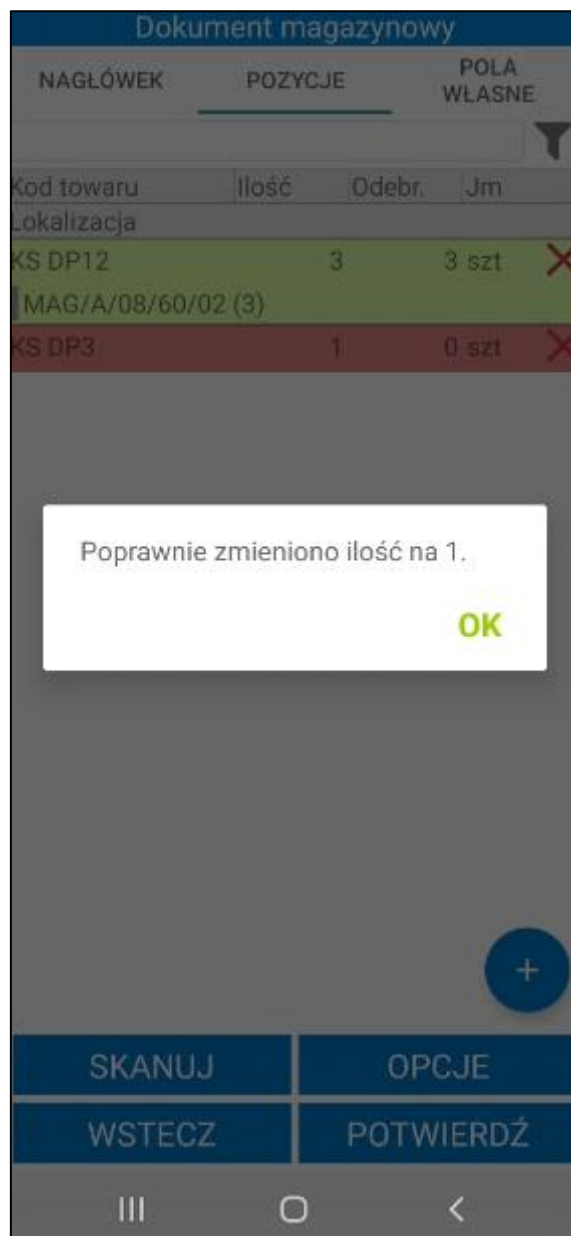 Dokument magazynowy
NAGŁÓWEK POZYCJE POLA WŁASNE
Kod towaru Ilość Odebr. Jm
Lokalizacja
KS DP12 3 3 szt
MAG/A/08/60/02 (3)
KS DP3 1 0 szt
Poprawnie zmieniono ilość na 1.
OK
+
SKANUJ OPCJE
WSTECZ POTWIERDŹ